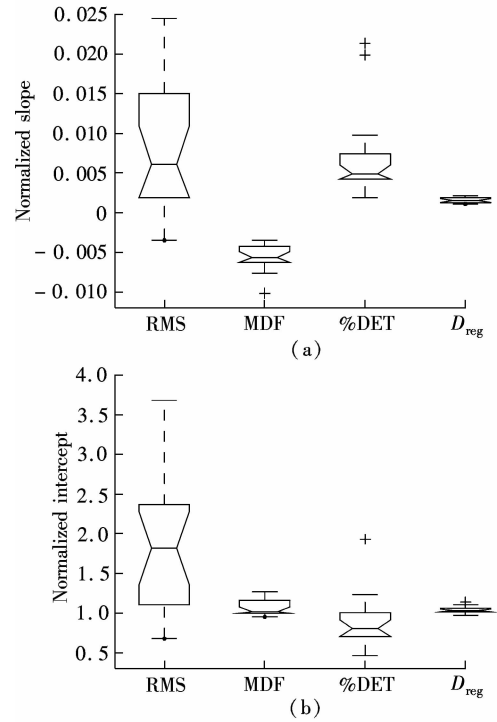 0.025
0.020
0.015
0.010
0.005
0
－0.005
－0.010
Normalized slope
RMS MDF %DET Dreg
(a)
4.0
3.5
3.0
2.5
2.0
1.5
1.0
0.5
Normalized intercept
RMS MDF %DET Dreg
(b)